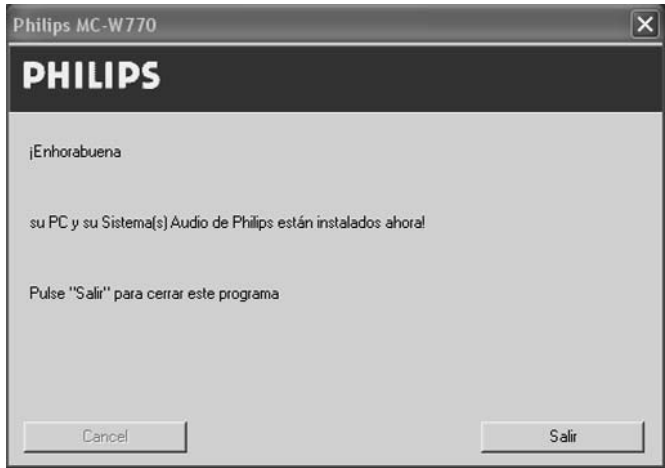 Philips MC-W770
PHILIPS
¡Enhorabuena
su PC y su Sistema(s) Audio de Philips están instalados ahora!
Pulse "Salir" para cerrar este programa
Cancel
Salir